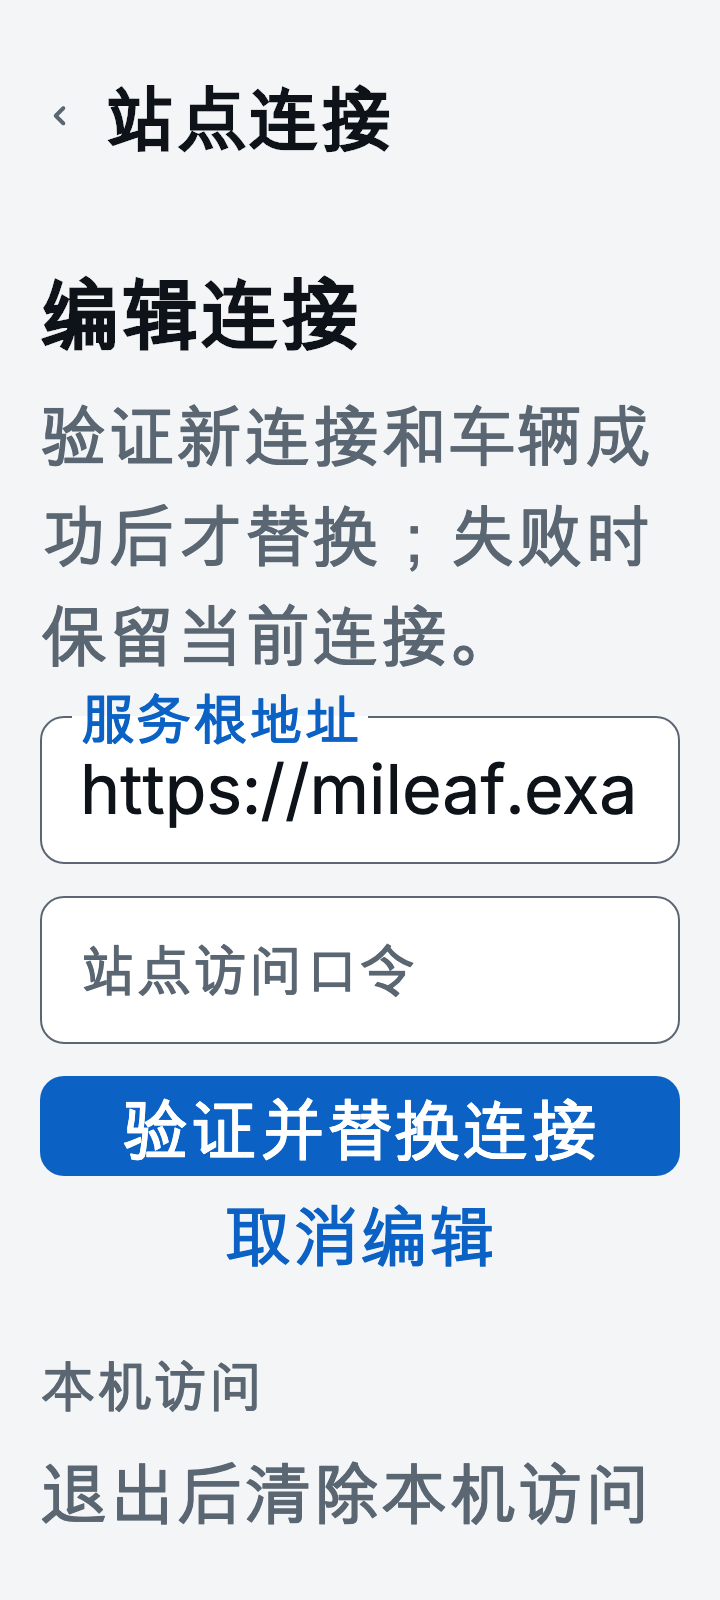 站点连接
编辑连接
验证新连接和车辆成
功后才替换；失败时
保留当前连接。
服务根地址
https://mileaf.exa
站点访问口令
验证并替换连接
取消编辑
本机访问
退出后清除本机访问